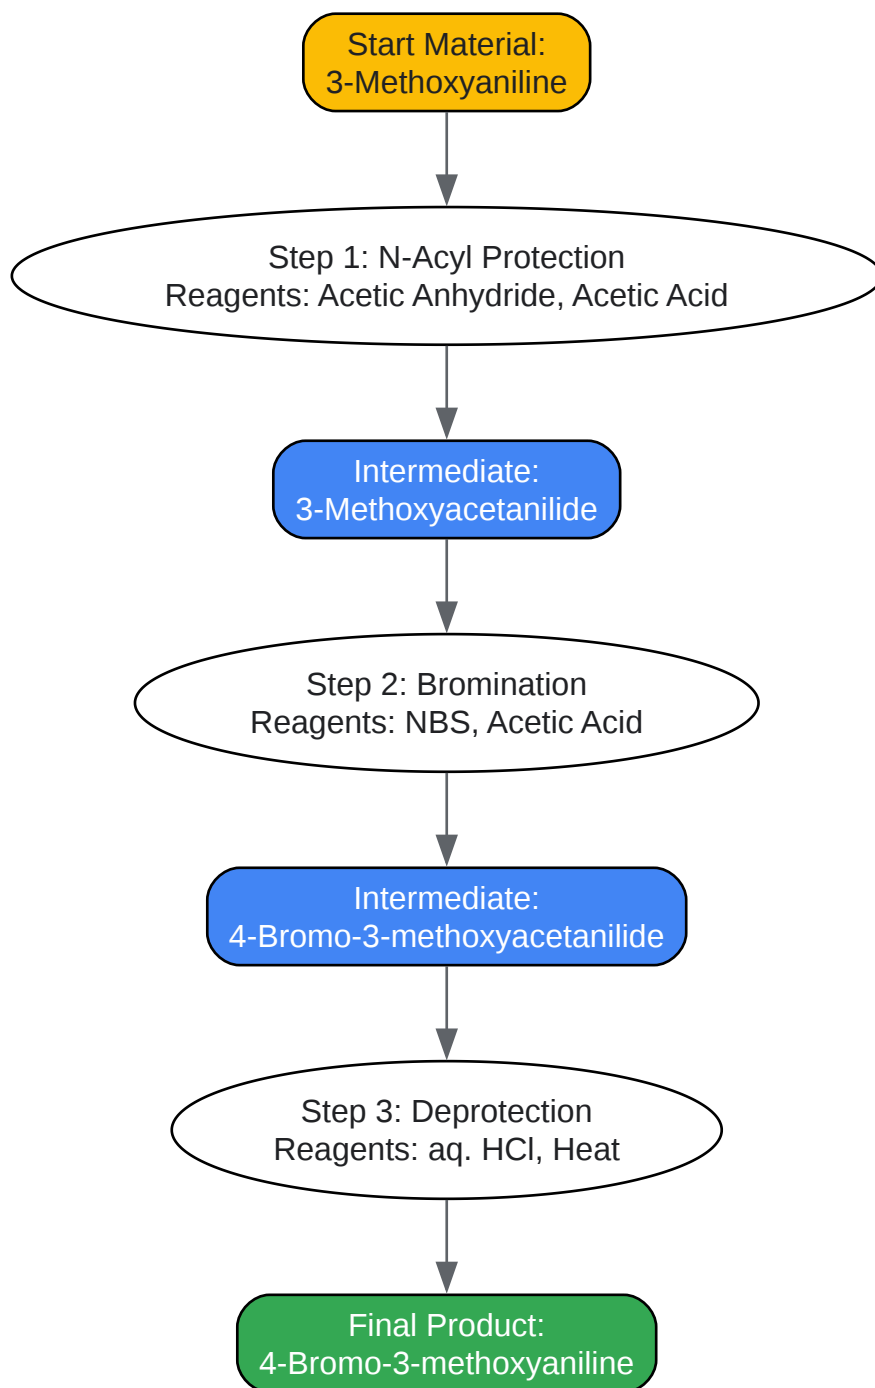 Start Material:
3-Methoxyaniline
Step 1: N-Acyl Protection
Reagents: Acetic Anhydride, Acetic Acid
Intermediate:
3-Methoxyacetanilide
Step 2: Bromination
Reagents: NBS, Acetic Acid
Intermediate:
4-Bromo-3-methoxyacetanilide
Step 3: Deprotection
Reagents: aq. HCl, Heat
Final Product:
4-Bromo-3-methoxyaniline